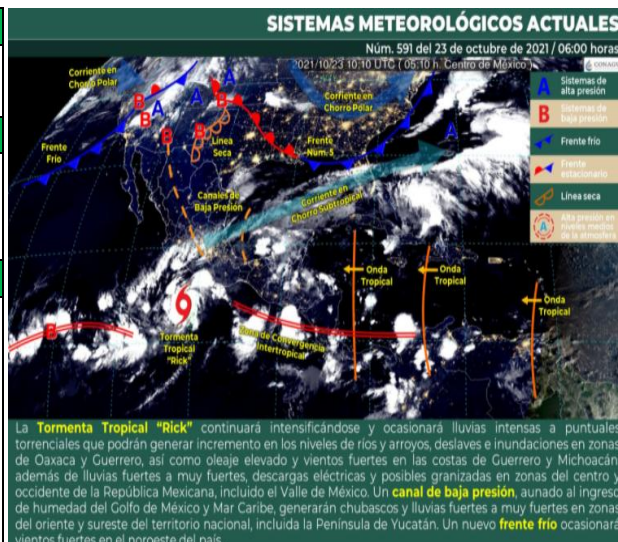 SISTEMAS METEOROLÓGICOS ACTUALES
Núm. 591 del 23 de octubre de 2021 / 06:00 horas
2021/10/23 10:10 UTC ( 05:10 h. Centro de México )
CONAGUA
Corriente en
Chorro Polar
A
A
A
B
B
B
A
B
B
B
Línea
Seca
Frente
Frío
Corriente en
Chorro Polar
Frente
Núm. 5
A
Canales de
Baja Presión
Corriente en
Chorro Subtropical
A
Sistemas de
alta presión
B
Sistemas de
baja presión
Frente frío
Frente
estacionario
Línea seca
A
Alta presión en
niveles medios
de la atmosfera
Onda
Tropical
Onda
Tropical
Onda
Tropical
B
Tormenta
Tropical
"Rick"
Zona de Convergencia
Intertropical
La Tormenta Tropical "Rick" continuará intensificándose y ocasionará lluvias intensas a puntuales
torrenciales que podrán generar incremento en los niveles de ríos y arroyos, deslaves e inundaciones en zonas
de Oaxaca y Guerrero, así como oleaje elevado y vientos fuertes en las costas de Guerrero y Michoacán,
además de lluvias fuertes a muy fuertes, descargas eléctricas y posibles granizadas en zonas del centro y
occidente de la República Mexicana, incluido el Valle de México. Un canal de baja presión, aunado al ingreso
de humedad del Golfo de México y Mar Caribe, generarán chubascos y lluvias fuertes a muy fuertes en zonas
del oriente y sureste del territorio nacional, incluida la Península de Yucatán. Un nuevo frente frío ocasionará
vientos fuertes en el noroeste del país